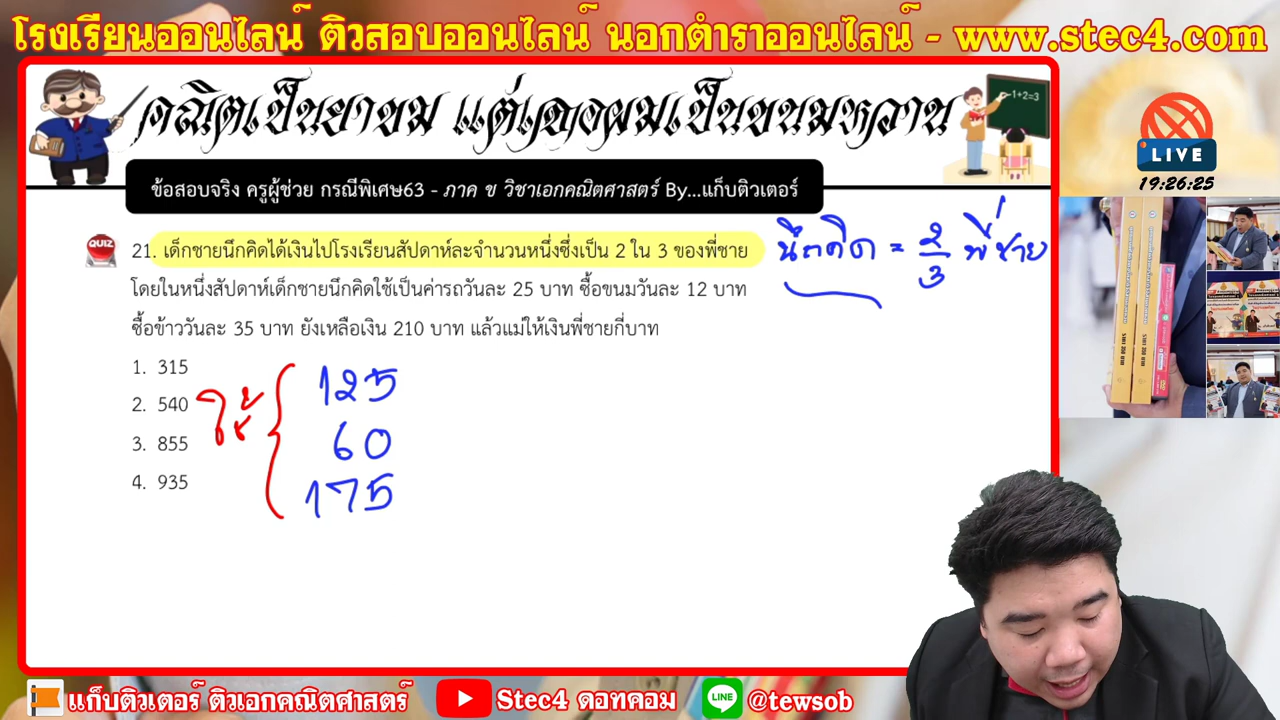 โรงเรียนออนไลน์ ติวสอบออนไลน์ นอกตำราออนไลน์ - www.stec4.com
คณิตเป็นยาขม แต่เจอผมเป็นขนมหวาน
-1+2=3
LIVE
19:26:25
ข้อสอบจริง ครูผู้ช่วย กรณีพิเศษ63 - ภาค ข วิชาเอกคณิตศาสตร์ By...แก็บติวเตอร์
QUIZ
21. เด็กชายนึกคิดได้เงินไปโรงเรียนสัปดาห์ละจำนวนหนึ่งซึ่งเป็น 2 ใน 3 ของพี่ชาย
นึกคิด = 2/3 พี่ชาย
โดยในหนึ่งสัปดาห์เด็กชายนึกคิดใช้เป็นค่ารถวันละ 25 บาท ซื้อขนมวันละ 12 บาท
ซื้อข้าววันละ 35 บาท ยังเหลือเงิน 210 บาท แล้วแม่ให้เงินพี่ชายกี่บาท
1. 315
2. 540
3. 855
4. 935
ใช้
125
60
175
แก็บติวเตอร์ ติวเอกคณิตศาสตร์
Stec4 ดอทคอม
LINE
@tewsob